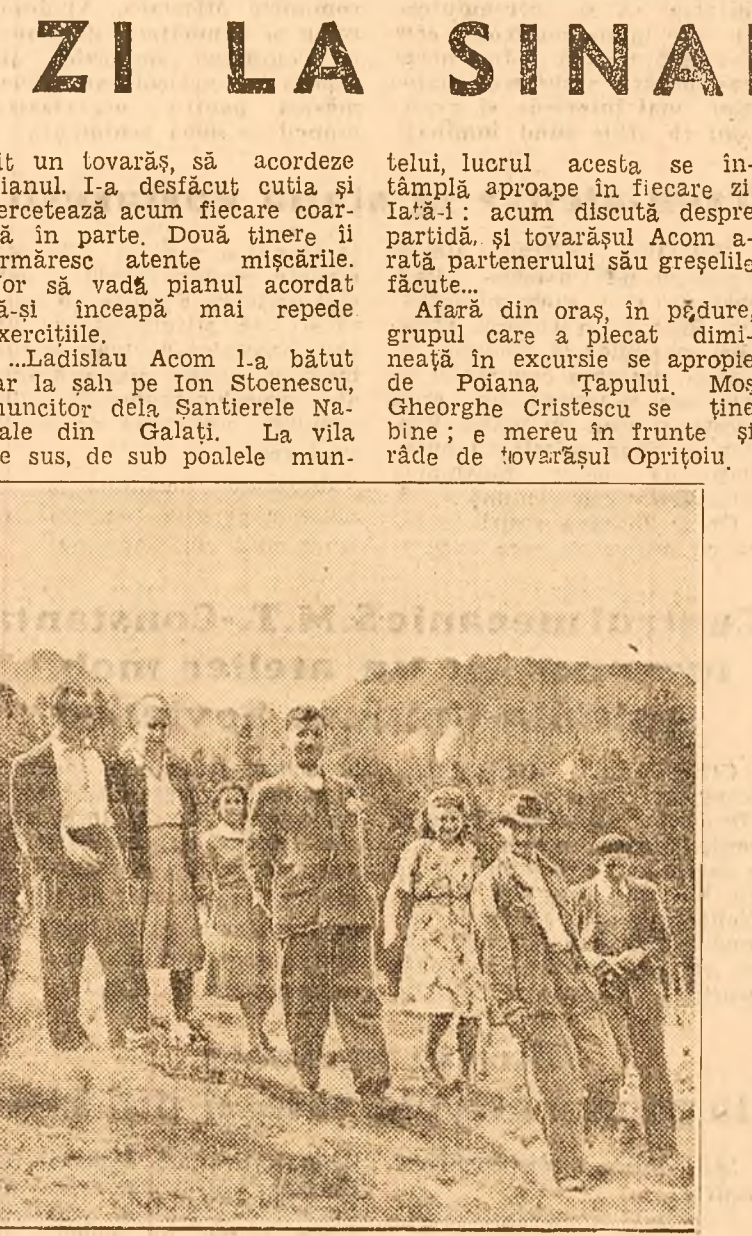 ZI LA SINA
it un tovarăș, să acordeze
ianul. I-a desfăcut cutia și
ercetează acum fiecare coar-
ă în parte. Două tinere îi
rmăresc atente mișcările.
or să vadă pianul acordat
ă-și înceapă mai repede
xercițiile.
...Ladislau Acom l-a bătut
ar la șah pe Ion Stoenescu,
uncitor dela Șantierele Na-
ale din Galați. La vila
e sus, de sub poalele mun-
telui, lucrul acesta se în-
tâmplă aproape în fiecare zi
Iată-i : acum discută despre
partidă, și tovarășul Acom a-
rată partenerului său greșelile
făcute...
Afară din oraș, în pădure,
grupul care a plecat dimi-
neață în excursie se apropie
de Poiana Țapului. Moș
Gheorghe Cristescu se ține
bine ; e mereu în frunte și
râde de tovarășul Oprițoiu.